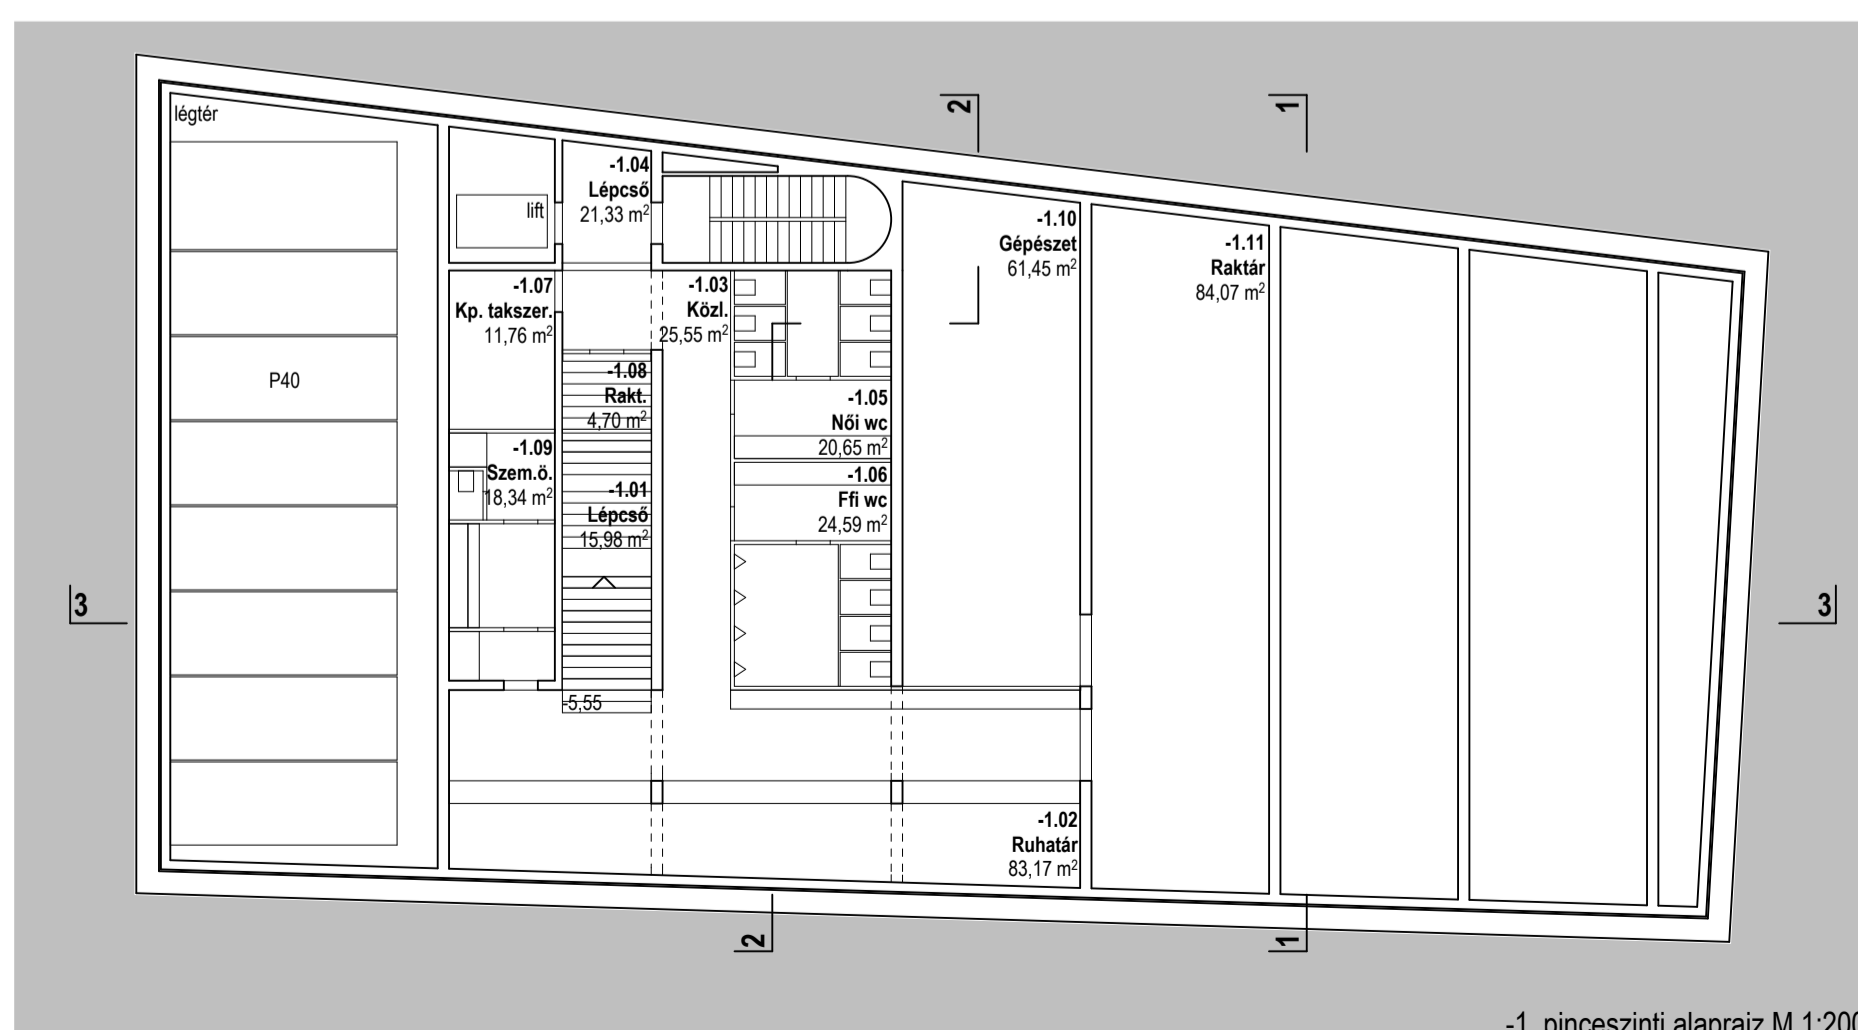 légtér
2
1
-1.04
Lépcső
21,33 m²
lift
-1.10
Gépészet
61,45 m²
-1.11
Raktár
84,07 m²
-1.07
Kp. takszer.
11,76 m²
-1.03
Közl.
25,55 m²
P40
-1.08
Rakt.
4,70 m²
-1.05
Női wc
20,65 m²
-1.09
Szem.ö.
18,34 m²
-1.06
Ffi wc
24,59 m²
-1.01
Lépcső
15,98 m²
3
3
-5,55
-1.02
Ruhatár
83,17 m²
2
1
-1. pinceszinti alaprajz M 1:200